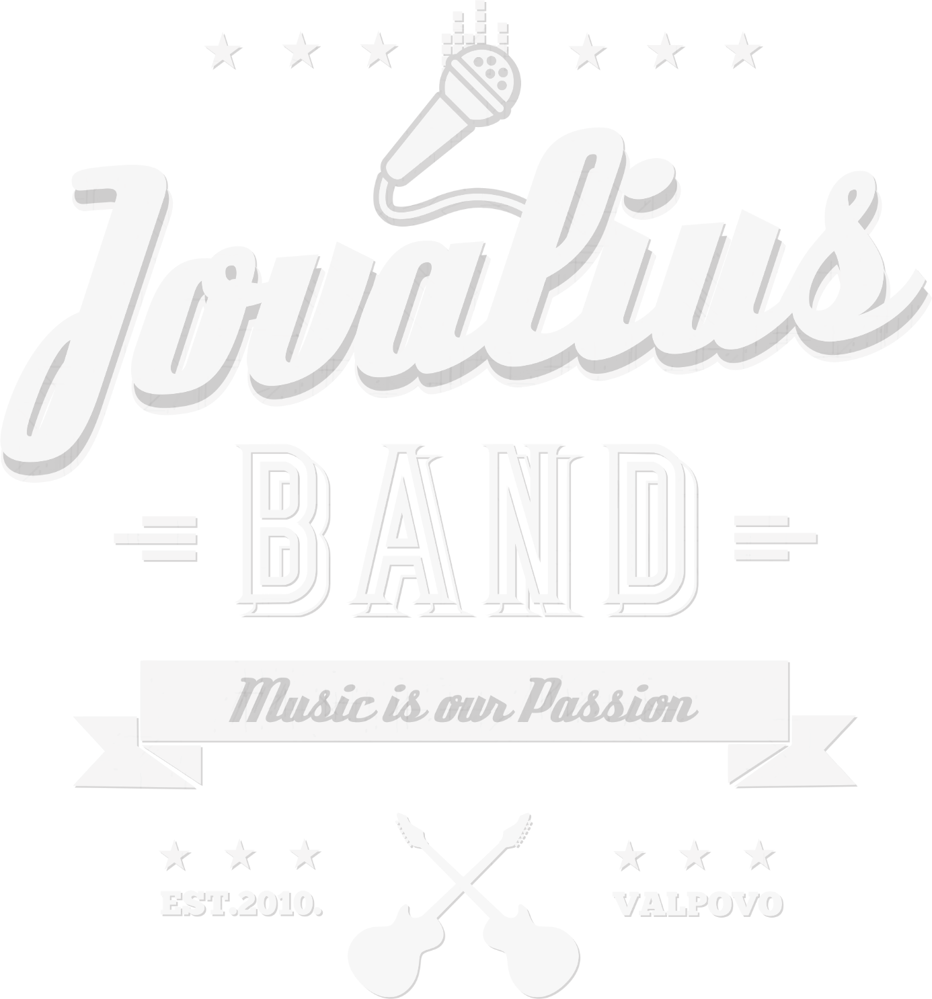 Jovalius
BAND
Music is our Passion
EST.2010.
VALPOVO